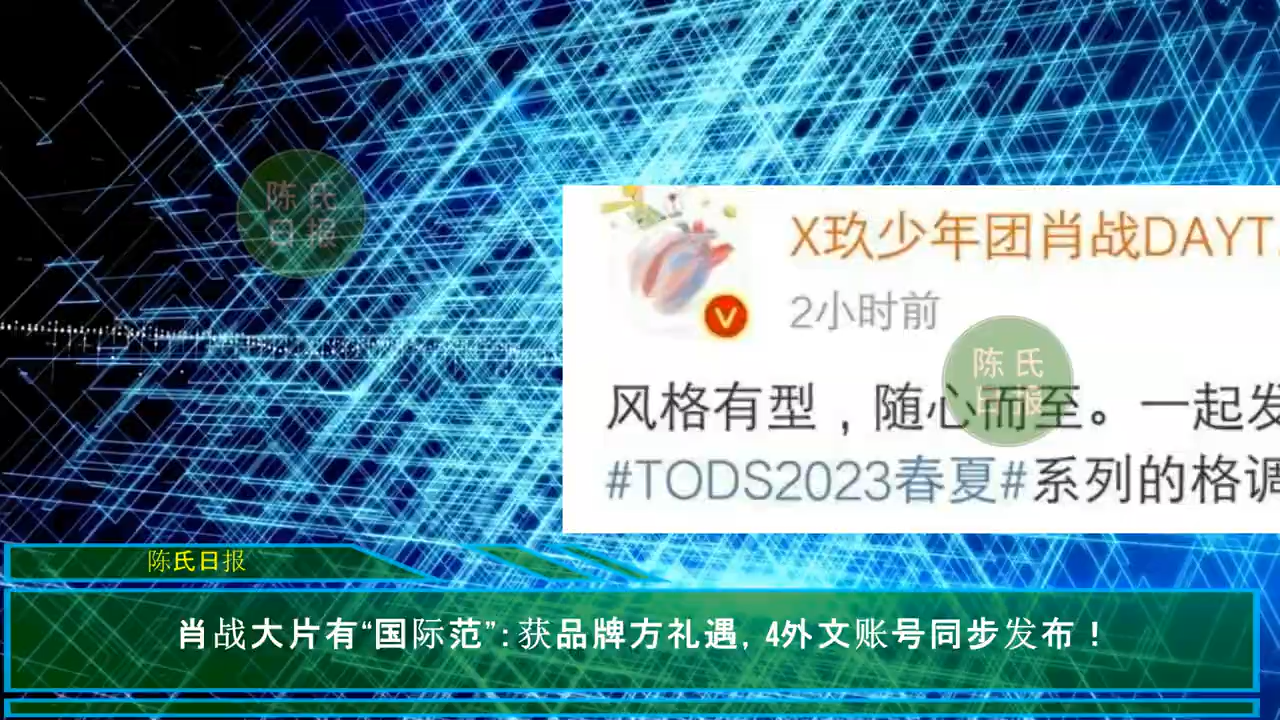 陈氏
日报
X玖少年团肖战DAYT
2小时前
陈氏
日报
风格有型，随心而至。一起发
#TODS2023春夏#系列的格调
陈氏日报
肖战大片有“国际范”:获品牌方礼遇,4外文账号同步发布！